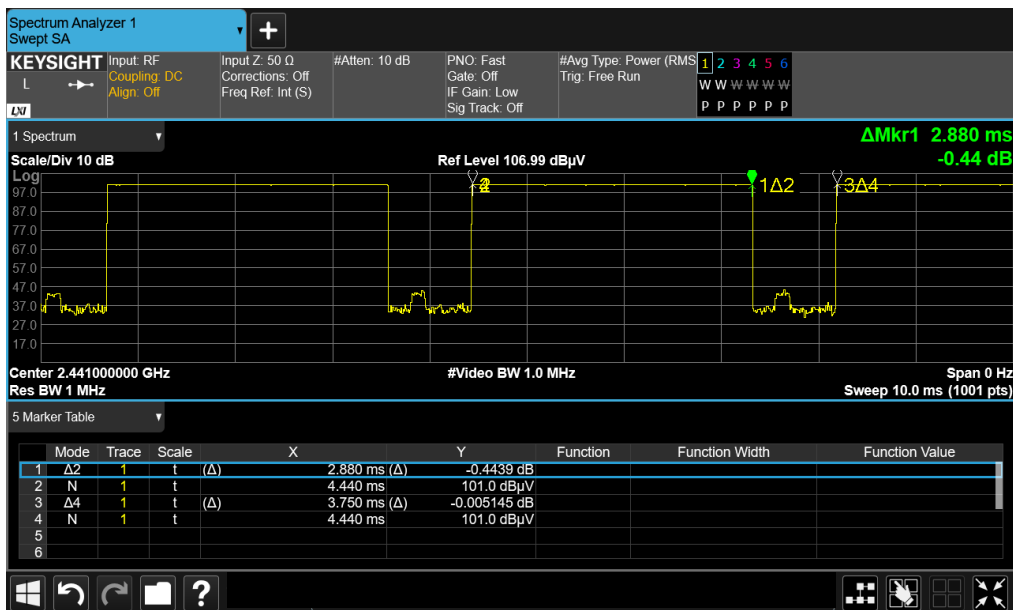 Spectrum Analyzer 1
Swept SA
KEYSIGHT Input: RF Input Z: 50 Ω #Atten: 10 dB PNO: Fast #Avg Type: Power (RMS 1 2 3 4 5 6
L Coupling: DC Corrections: Off Gate: Off Trig: Free Run
Align: Off Freq Ref: Int (S) IF Gain: Low W W W W W W
LXI Sig Track: Off P P P P P P
1 Spectrum ΔMkr1 2.880 ms
Scale/Div 10 dB Ref Level 106.99 dBµV -0.44 dB
Log
97.0 1Δ2 3Δ4
87.0
77.0
67.0
57.0
47.0
37.0
27.0
17.0
Center 2.441000000 GHz #Video BW 1.0 MHz Span 0 Hz
Res BW 1 MHz Sweep 10.0 ms (1001 pts)
5 Marker Table
Mode Trace Scale X Y Function Function Width Function Value
1 Δ2 1 t (Δ) 2.880 ms (Δ) -0.4439 dB
2 N 1 t 4.440 ms 101.0 dBµV
3 Δ4 1 t (Δ) 3.750 ms (Δ) -0.005145 dB
4 N 1 t 4.440 ms 101.0 dBµV
5
6
?